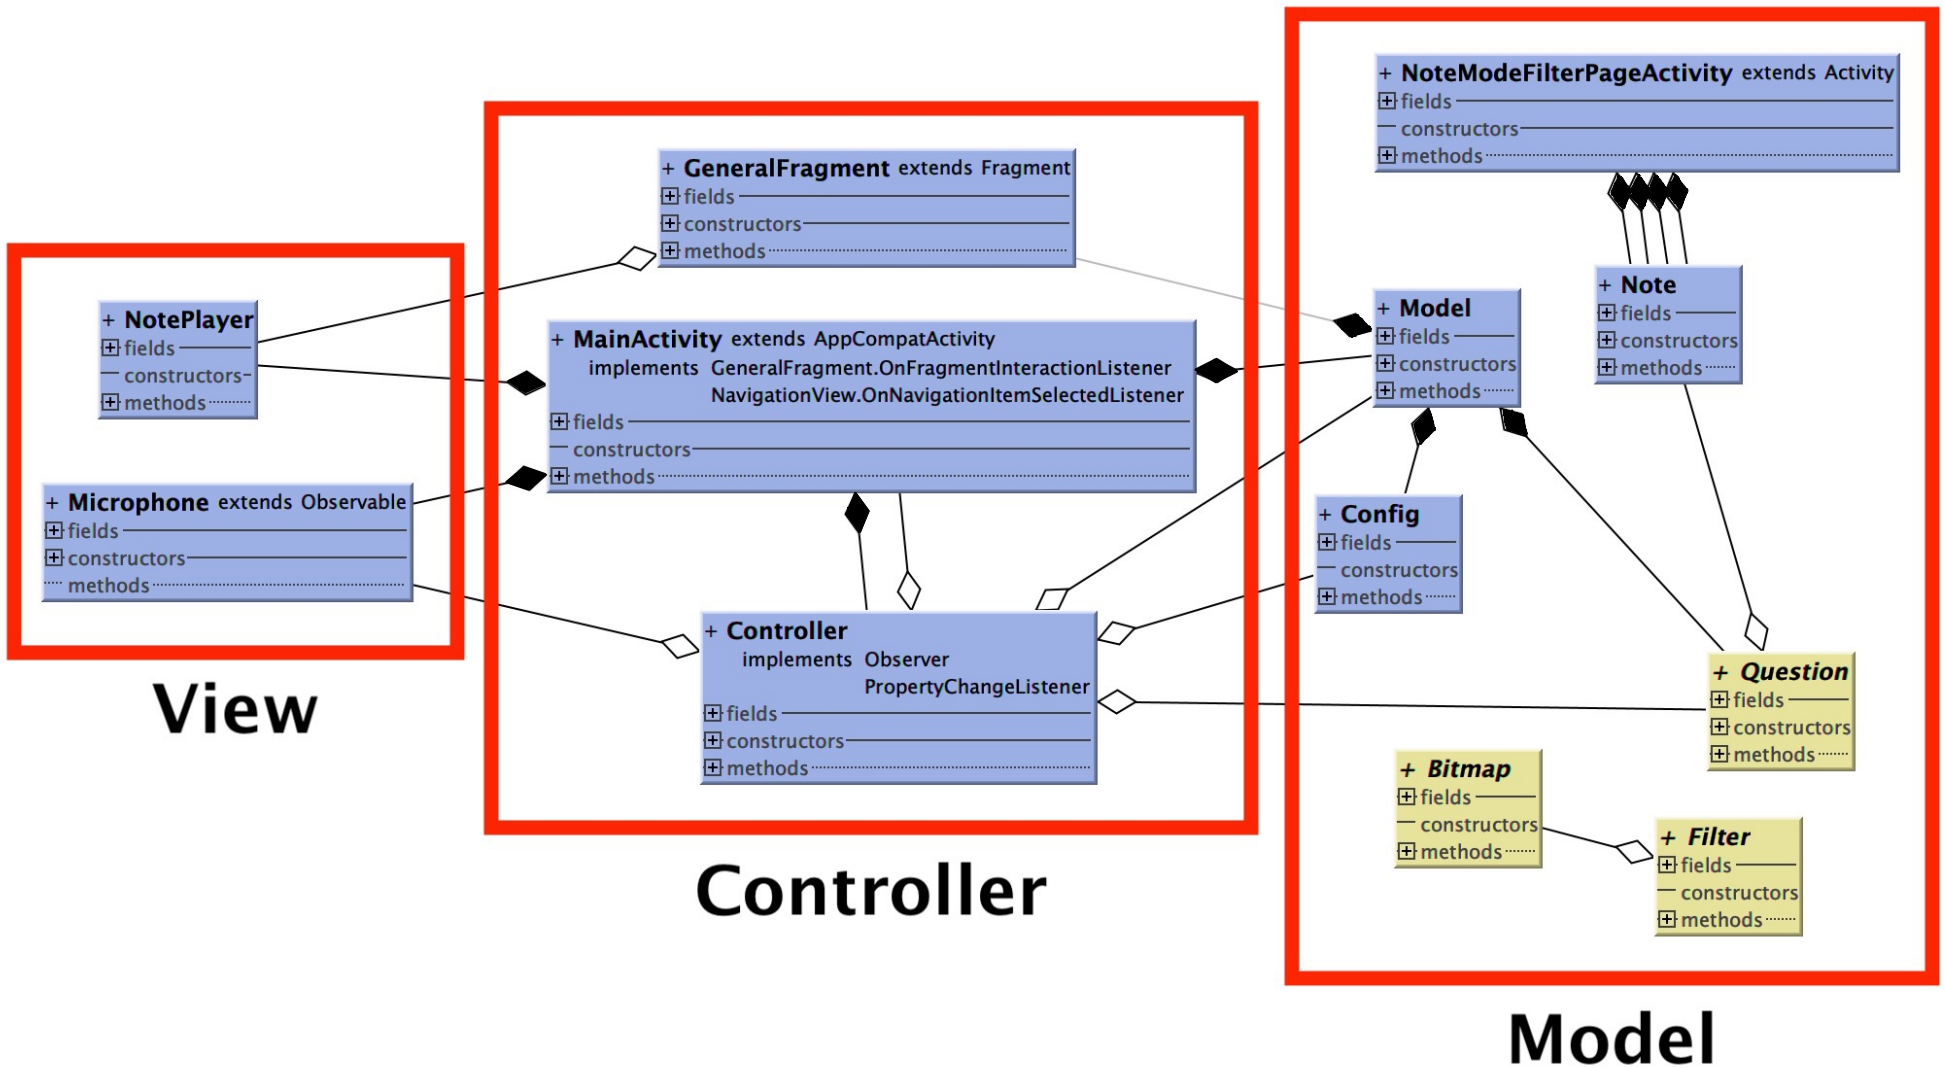 + NotePlayer
fields
constructors
methods
+ Microphone extends Observable
fields
constructors
methods
View
+ GeneralFragment extends Fragment
fields
constructors
methods
+ MainActivity extends AppCompatActivity
implements GeneralFragment.OnFragmentInteractionListener
NavigationView.OnNavigationItemSelectedListener
fields
constructors
methods
+ Controller
implements Observer
PropertyChangeListener
fields
constructors
methods
Controller
+ NoteModeFilterPageActivity extends Activity
fields
constructors
methods
+ Note
fields
constructors
methods
+ Model
fields
constructors
methods
+ Config
fields
constructors
methods
+ Question
fields
constructors
methods
+ Bitmap
fields
constructors
methods
+ Filter
fields
constructors
methods
Model